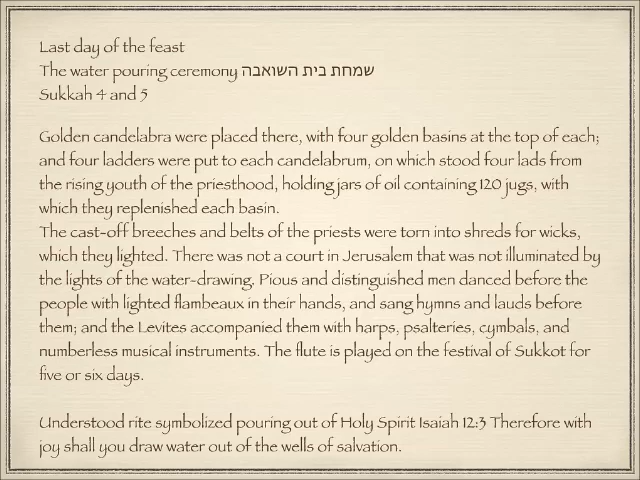 Last day of the feast
The water pouring ceremony שמחת בית השואבה
Sukkah 4 and 5
Golden candelabra were placed there, with four golden basins at the top of each;
and four ladders were put to each candelabrum, on which stood four lads from
the rising youth of the priesthood, holding jars of oil containing 120 jugs, with
which they replenished each basin.
The cast-off breeches and belts of the priests were torn into shreds for wicks,
which they lighted. There was not a court in Jerusalem that was not illuminated by
the lights of the water-drawing. Pious and distinguished men danced before the
people with lighted flambeaux in their hands, and sang hymns and lauds before
them; and the Levites accompanied them with harps, psalteries, cymbals, and
numberless musical instruments. The flute is played on the festival of Sukkot for
five or six days.
Understood rite symbolized pouring out of Holy Spirit Isaiah 12:3 Therefore with
joy shall you draw water out of the wells of salvation.